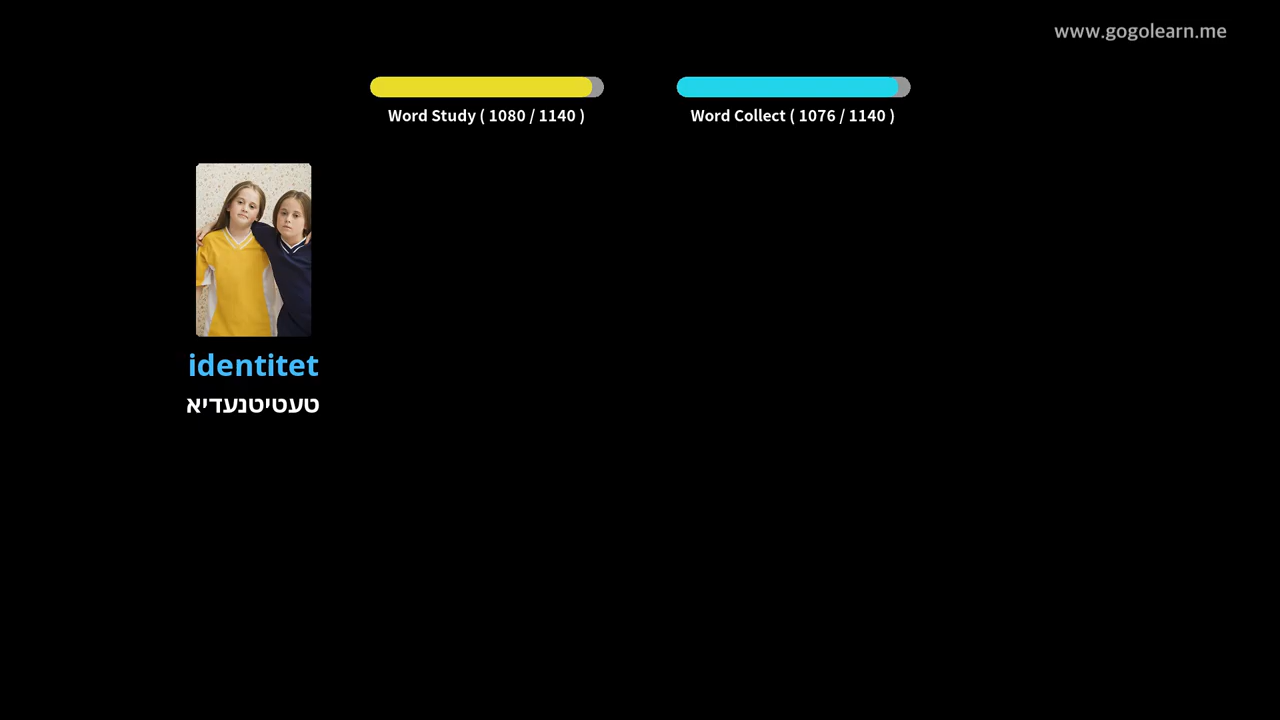 www.gogolearn.me
Word Study ( 1080 / 1140 )
Word Collect ( 1076 / 1140 )
identitet
טעטיטנעדיא